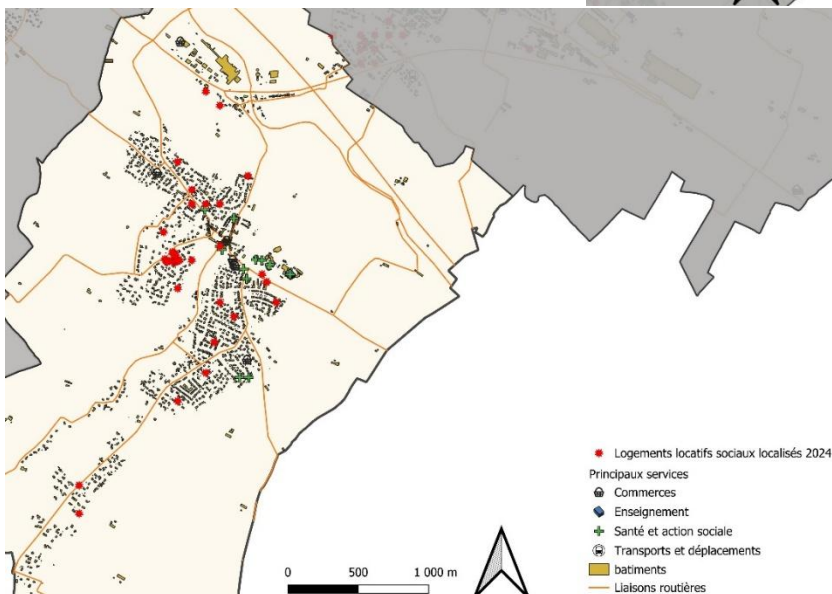 Logements locatifs sociaux localisés 2024
Principaux services
Commerces
Enseignement
Santé et action sociale
Transports et déplacements
batiments
Liaisons routières
0 500 1 000 m